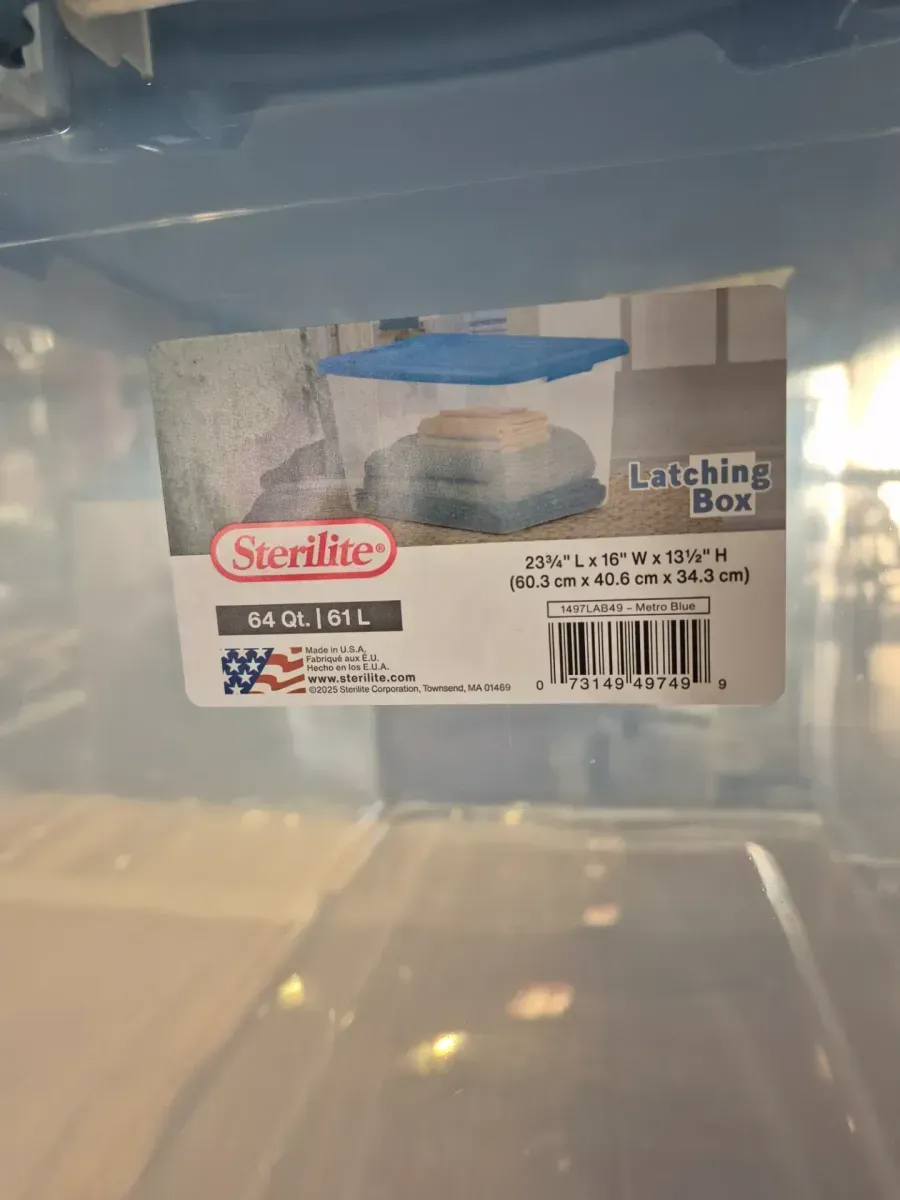 Latching
Box
Sterilite®
23¾" L x 16" W x 13½" H
(60.3 cm x 40.6 cm x 34.3 cm)
64 Qt. | 61 L
1497LAB49 – Metro Blue
Made in U.S.A.
Fabriqué aux É.U.
Hecho en los E.U.A.
www.sterilite.com
©2025 Sterilite Corporation, Townsend, MA 01469
0 73149 49749 9